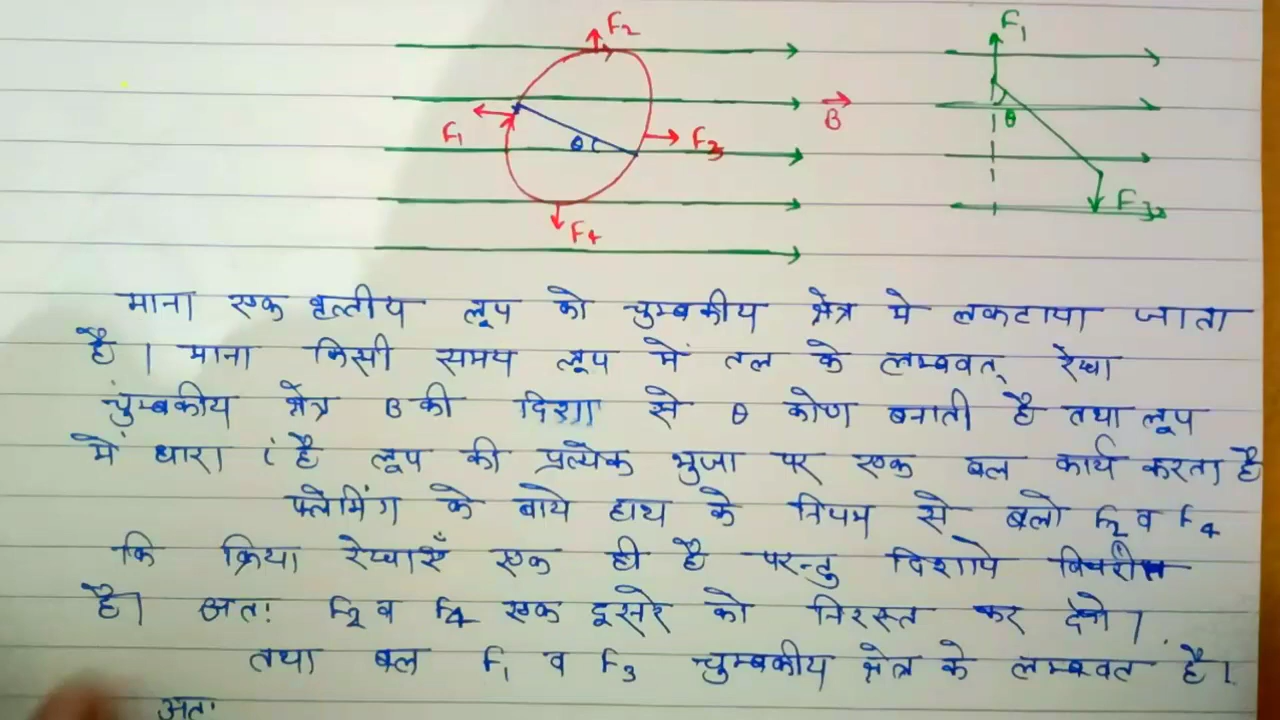 F₂ F₁
F₁ θ F₃ B θ
F₃
F₄
माना एक वृत्तीय लूप को चुम्बकीय क्षेत्र मे लकटाया जाता
है। माना किसी समय लूप में तल के लम्बवत् रेखा
चुंम्बकीय क्षेत्र B की दिशा से θ कोण बनाती है तथा लूप
में धारा i है लूप की प्रत्येक भुजा पर एक बल कार्य करता है
फ्लेमिंग के बाये हाथ के नियम से बलो F₂ व F₄
कि क्रिया रेखाएँ एक ही है परन्तु दिशाये विपरीत
है। अतः F₂ व F₄ एक दूसरे को निरस्त कर देगे।
तथा बल F₁ व F₃ चुम्बकीय क्षेत्र के लम्बवत है।
अतः